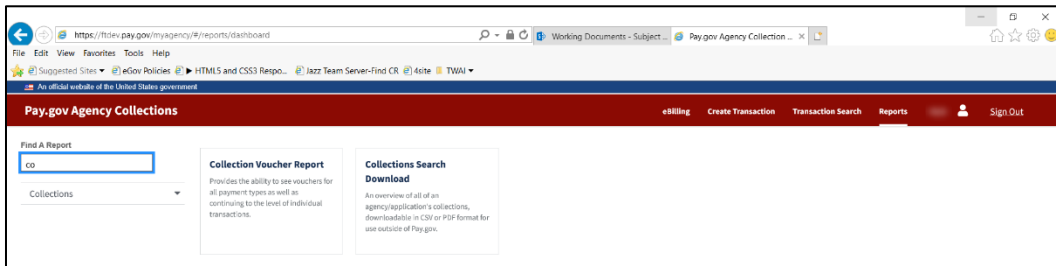 https://ftdev.pay.gov/myagency/#/reports/dashboard
Working Documents - Subject ...
Pay.gov Agency Collection ...
File Edit View Favorites Tools Help
Suggested Sites eGov Policies HTML5 and CSS3 Respo... Jazz Team Server-Find CR 4site TWAI
An official website of the United States government
Pay.gov Agency Collections
eBilling Create Transaction Transaction Search Reports Sign Out
Find A Report
co
Collections
Collection Voucher Report
Provides the ability to see vouchers for
all payment types as well as
continuing to the level of individual
transactions.
Collections Search
Download
An overview of all of an
agency/application's collections,
downloadable in CSV or PDF format for
use outside of Pay.gov.